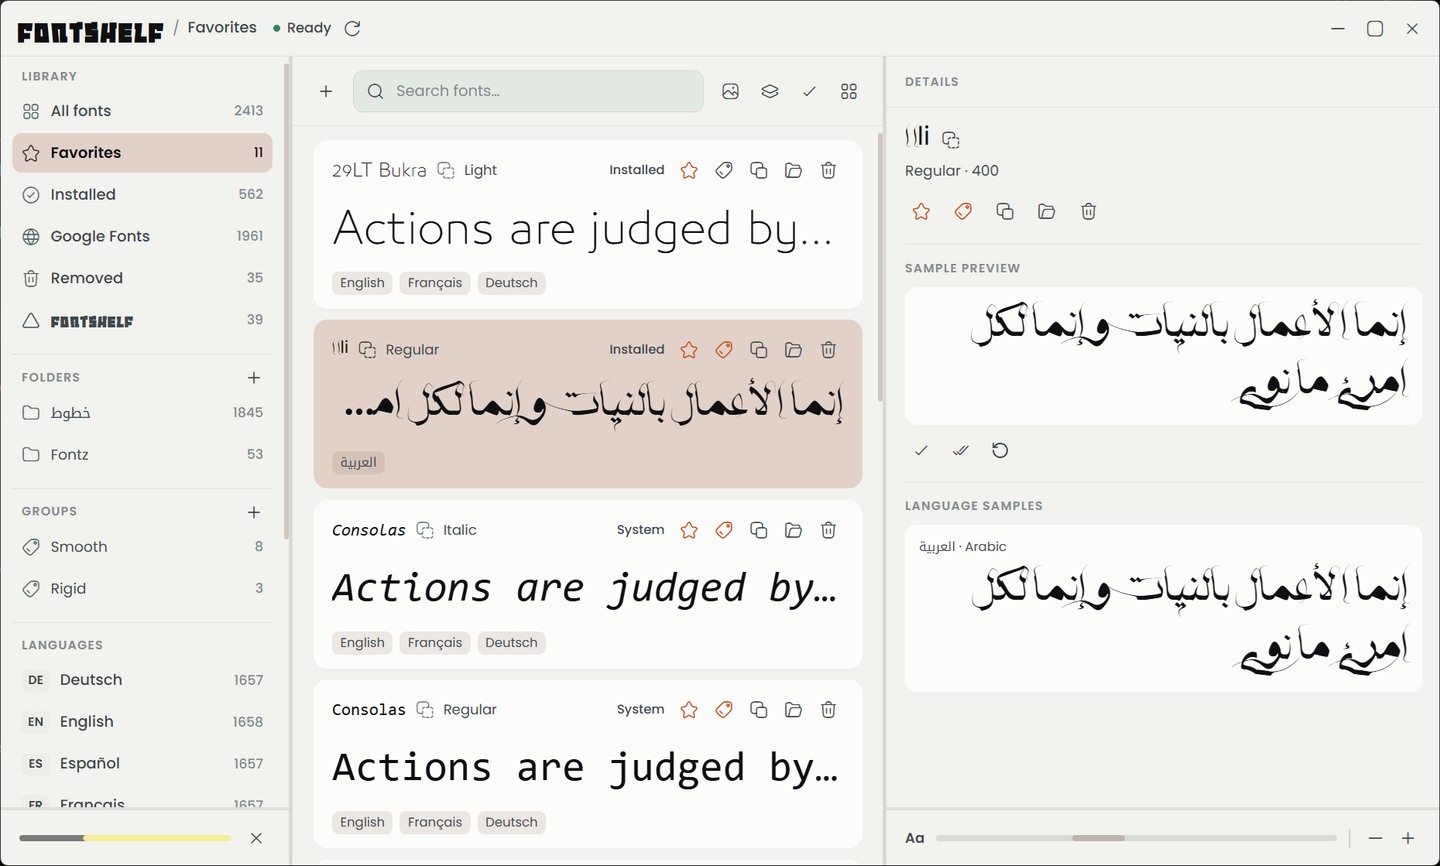 FONTSHELF / Favorites Ready
LIBRARY
All fonts 2413
Favorites 11
Installed 562
Google Fonts 1961
Removed 35
FONTSHELF 39
FOLDERS
خطوط 1845
Fontz 53
GROUPS
Smooth 8
Rigid 3
LANGUAGES
DE Deutsch 1657
EN English 1658
ES Español 1657
FR Français 1657
Search fonts...
29LT Bukra Light Installed
Actions are judged by...
English Français Deutsch
Regular Installed
إنما الأعمال بالنيات وإنما لكل ام...
العربية
Consolas Italic System
Actions are judged by...
English Français Deutsch
Consolas Regular System
Actions are judged by...
English Français Deutsch
DETAILS
Regular · 400
SAMPLE PREVIEW
إنما الأعمال بالنيات وإنما لكل
امرئ ما نوى
LANGUAGE SAMPLES
العربية · Arabic
إنما الأعمال بالنيات وإنما لكل
امرئ ما نوى
Aa